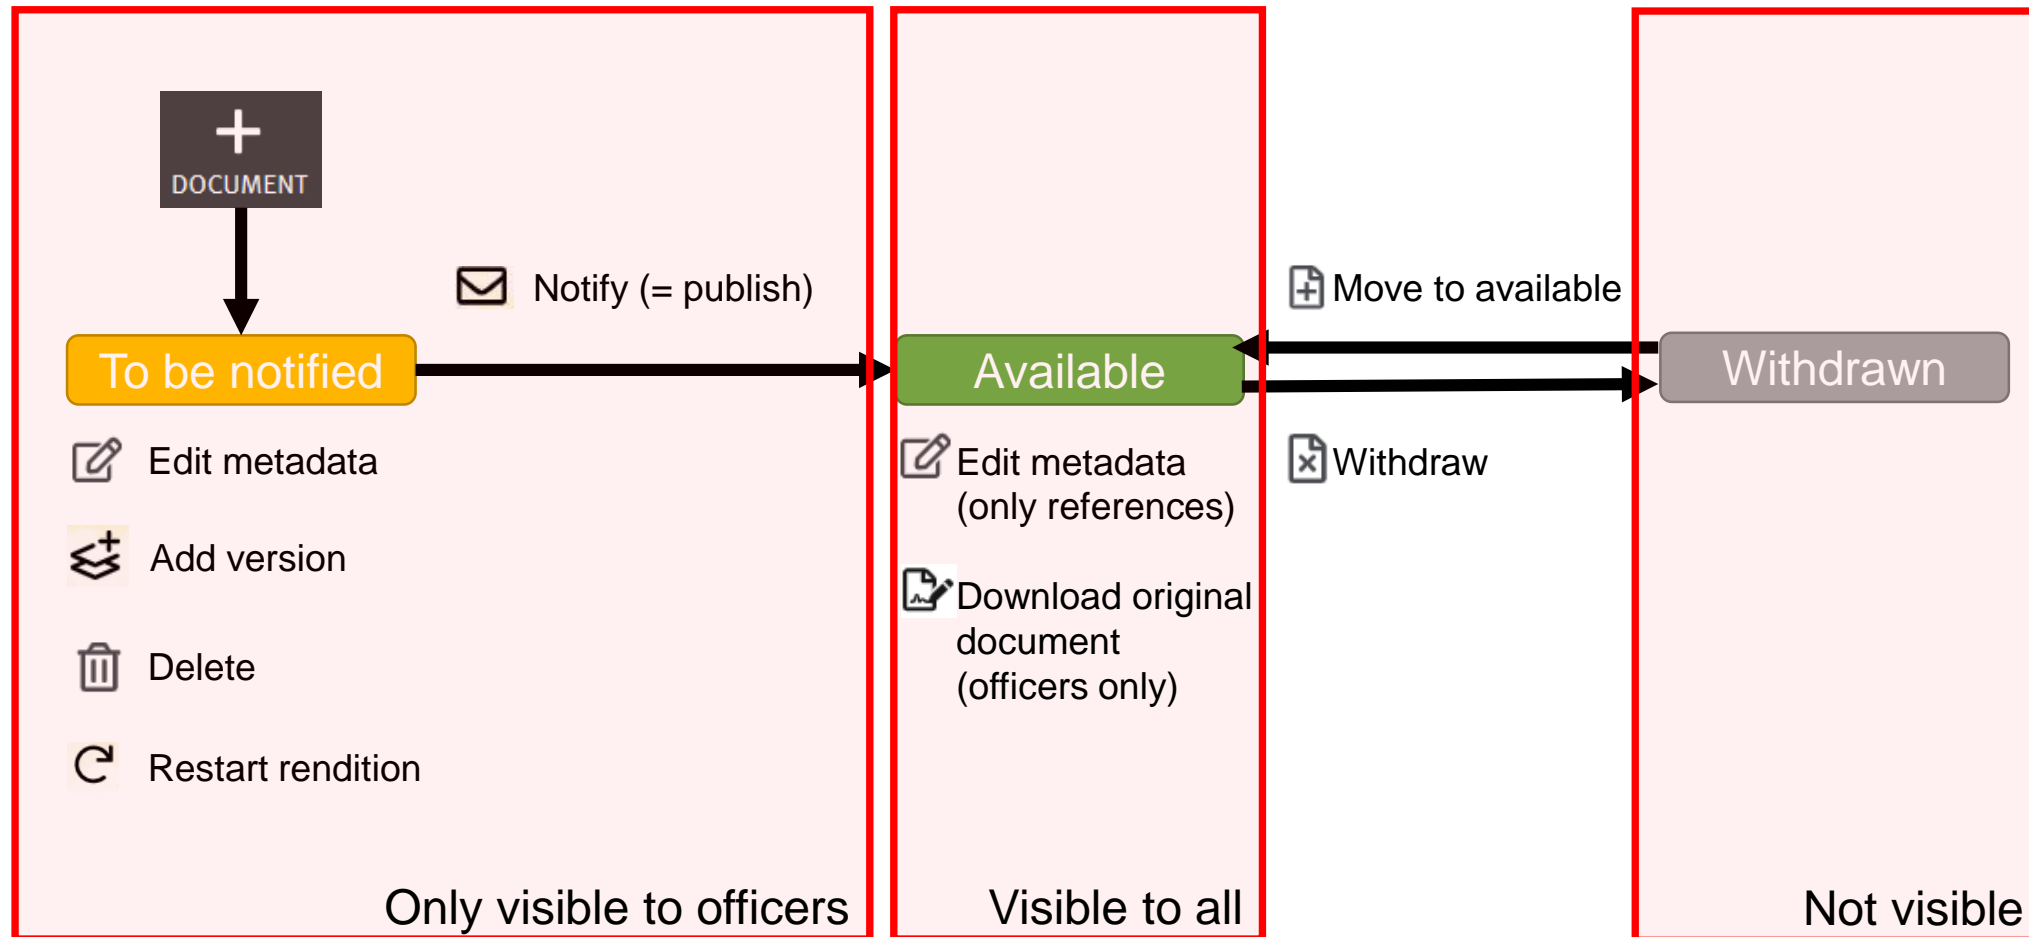 DOCUMENT
Notify (= publish)
To be notified
Edit metadata
Add version
Delete
Restart rendition
Only visible to officers
Available
Edit metadata
(only references)
Download original
document
(officers only)
Visible to all
Move to available
Withdraw
Withdrawn
Not visible